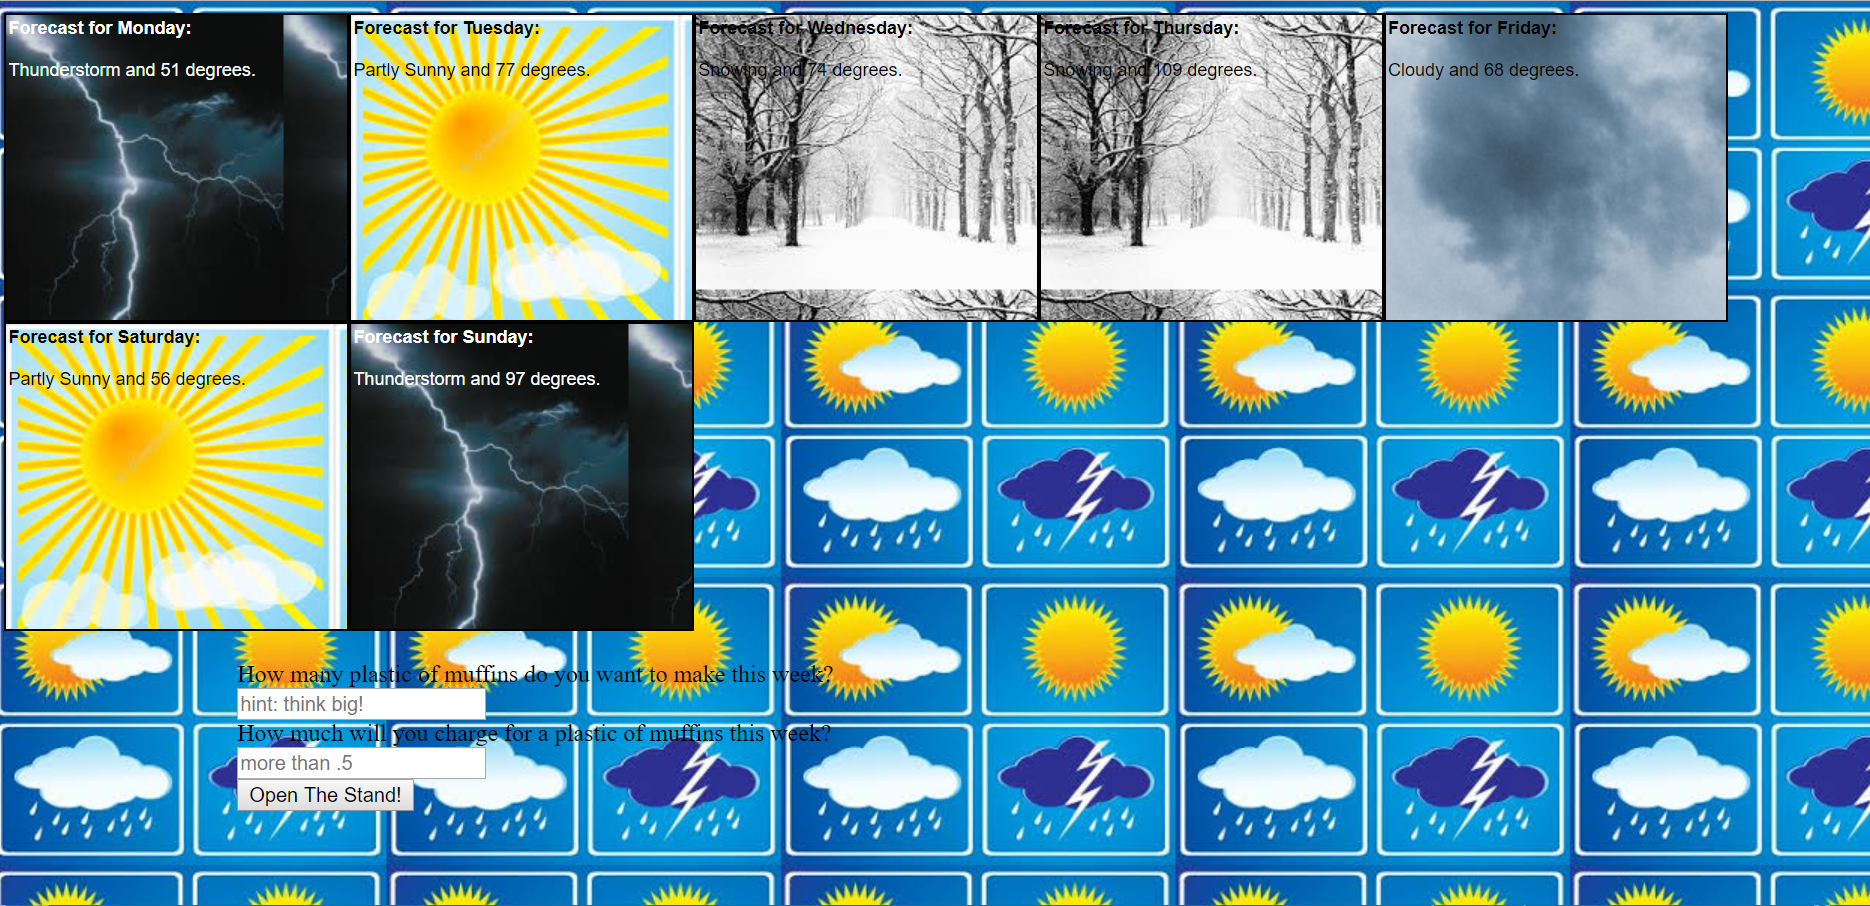 Forecast for Monday:
Thunderstorm and 51 degrees.
Forecast for Tuesday:
Partly Sunny and 77 degrees.
Forecast for Wednesday:
Snowing and 74 degrees.
Forecast for Thursday:
Snowing and 109 degrees.
Forecast for Friday:
Cloudy and 68 degrees.
Forecast for Saturday:
Partly Sunny and 56 degrees.
Forecast for Sunday:
Thunderstorm and 97 degrees.
How many plastic of muffins do you want to make this week?
hint: think big!
How much will you charge for a plastic of muffins this week?
more than .5
Open The Stand!